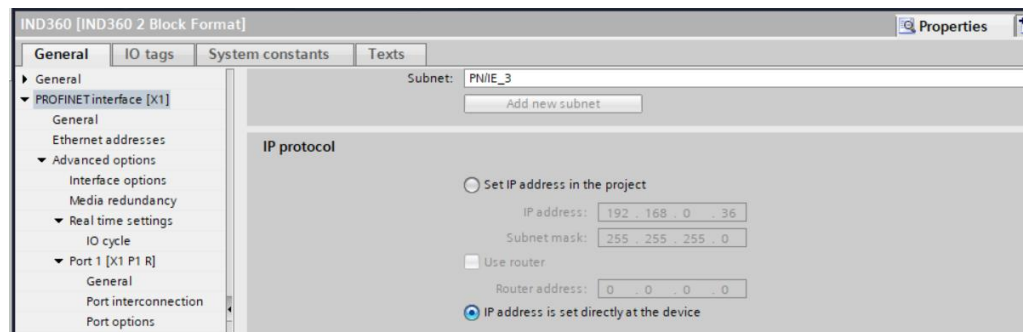 IND360 [IND360 2 Block Format]
Properties
General
IO tags
System constants
Texts
General
PROFINET interface [X1]
General
Ethernet addresses
Advanced options
Interface options
Media redundancy
Real time settings
IO cycle
Port 1 [X1 P1 R]
General
Port interconnection
Port options
Subnet: PN/IE_3
Add new subnet
IP protocol
Set IP address in the project
IP address: 192 . 168 . 0 . 36
Subnet mask: 255 . 255 . 255 . 0
Use router
Router address: 0 . 0 . 0 . 0
IP address is set directly at the device